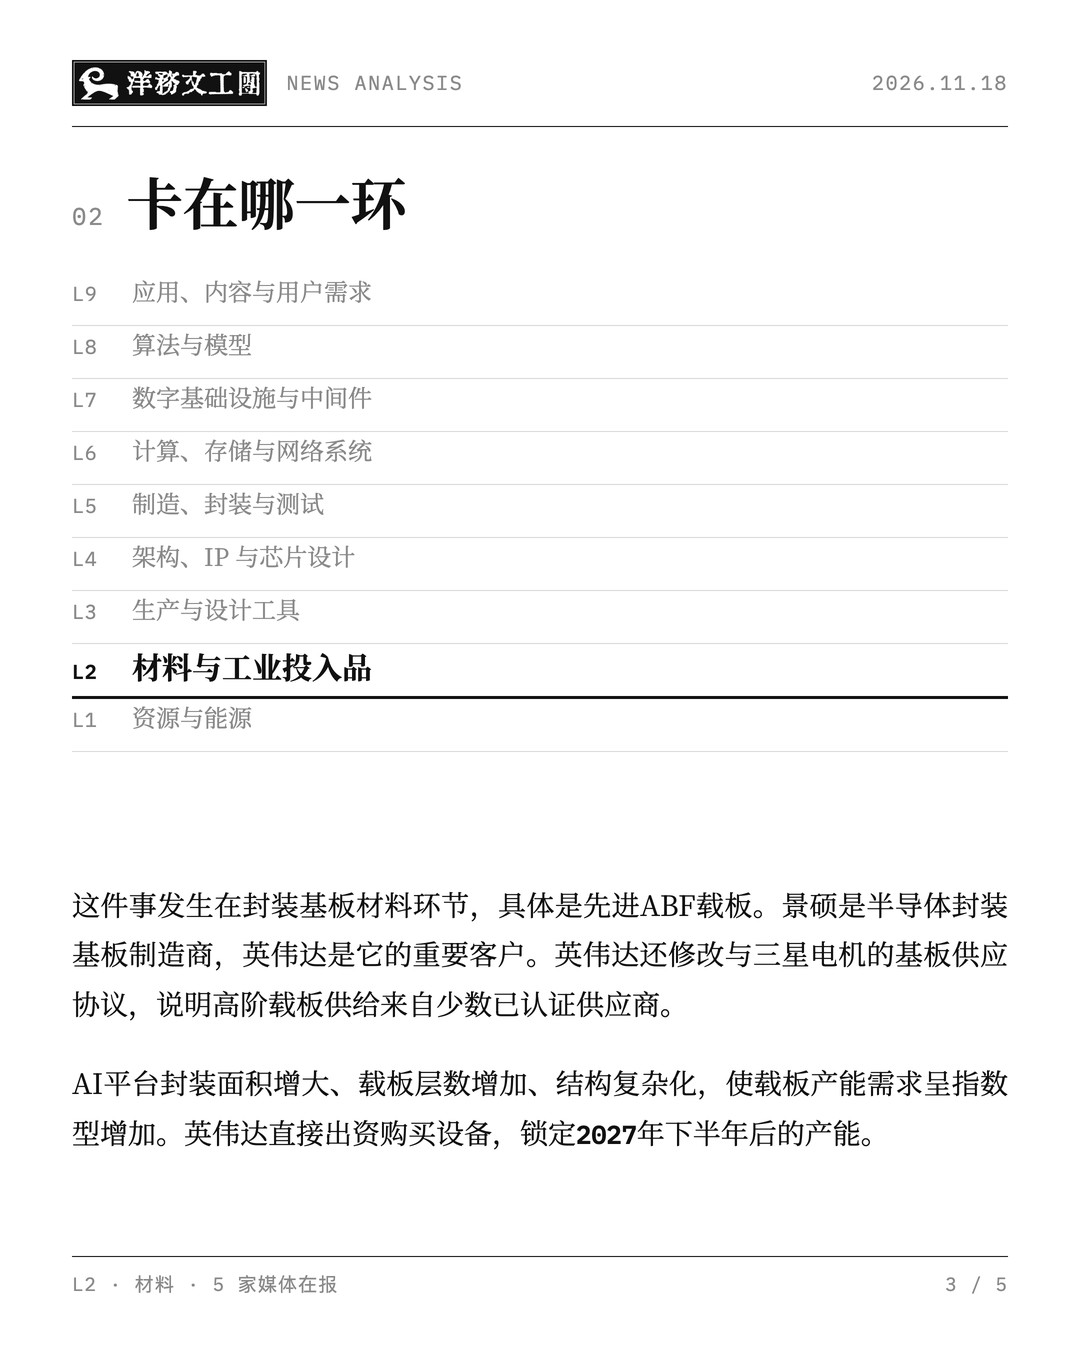 洋務文工團 NEWS ANALYSIS 2026.11.18
02 卡在哪一环
L9 应用、内容与用户需求
L8 算法与模型
L7 数字基础设施与中间件
L6 计算、存储与网络系统
L5 制造、封装与测试
L4 架构、IP 与芯片设计
L3 生产与设计工具
L2 材料与工业投入品
L1 资源与能源
这件事发生在封装基板材料环节，具体是先进ABF载板。景硕是半导体封装
基板制造商，英伟达是它的重要客户。英伟达还修改与三星电机的基板供应
协议，说明高阶载板供给来自少数已认证供应商。
AI平台封装面积增大、载板层数增加、结构复杂化，使载板产能需求呈指数
型增加。英伟达直接出资购买设备，锁定2027年下半年后的产能。
L2 · 材料 · 5 家媒体在报 3 / 5